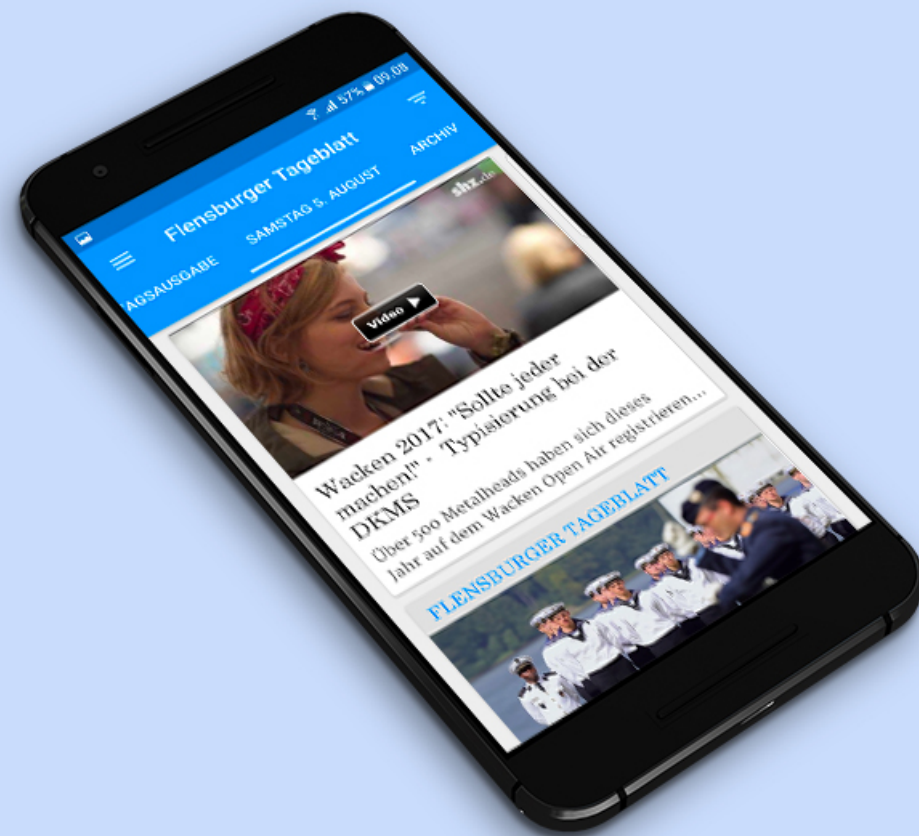 57% 09:08
Flensburger Tageblatt
AGSAUSGABE SAMSTAG 5. AUGUST ARCHIV
shz.de
Video
Wacken 2017: "Sollte jeder
machen!" - Typisierung bei der
DKMS
Über 500 Metalheads haben sich dieses
Jahr auf dem Wacken Open Air registrieren...
FLENSBURGER TAGEBLATT